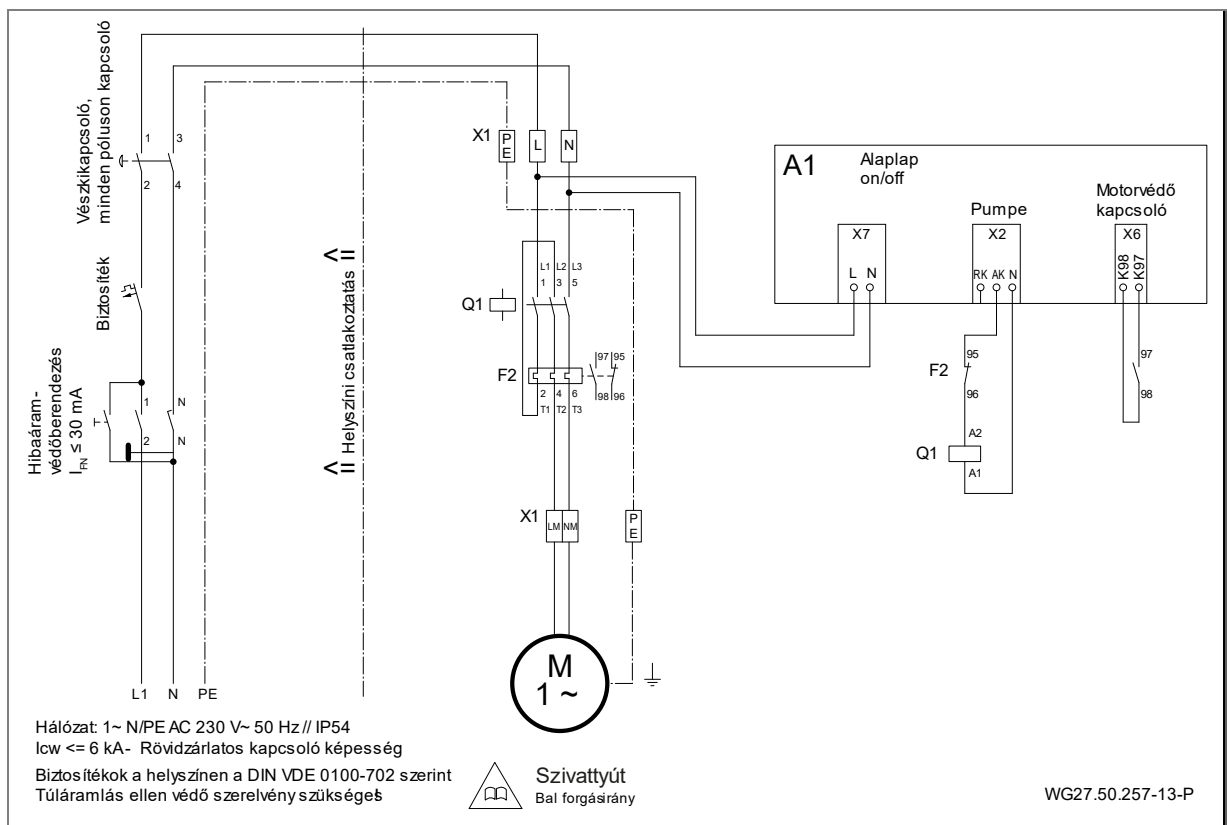 Vészkikapcsoló,
minden póluson kapcsoló
1
3
2
4
Biztosíték
Hibaáram-
védőberendezés
I_FN ≤ 30 mA
1
N
2
N
L1
N
PE
<= Helyszíni csatlakoztatás <=
X1
PE
L
N
L1 L2 L3
1 3 5
Q1
F2
97 95
98 96
2 4 6
T1 T2 T3
X1
LM NM
PE
M
1 ~
A1
Alaplap
on/off
Pumpe
Motorvédő
kapcsoló
X7
X2
X6
L N
RK AK N
K98 K97
F2
95
96
97
98
A2
Q1
A1
Hálózat: 1~ N/PE AC 230 V~ 50 Hz // IP54
Icw <= 6 kA- Rövidzárlatos kapcsoló képesség
Biztosítékok a helyszínen a DIN VDE 0100-702 szerint
Túláramlás ellen védő szerelvény szükséges
Szivattyút
Bal forgásirány
WG27.50.257-13-P